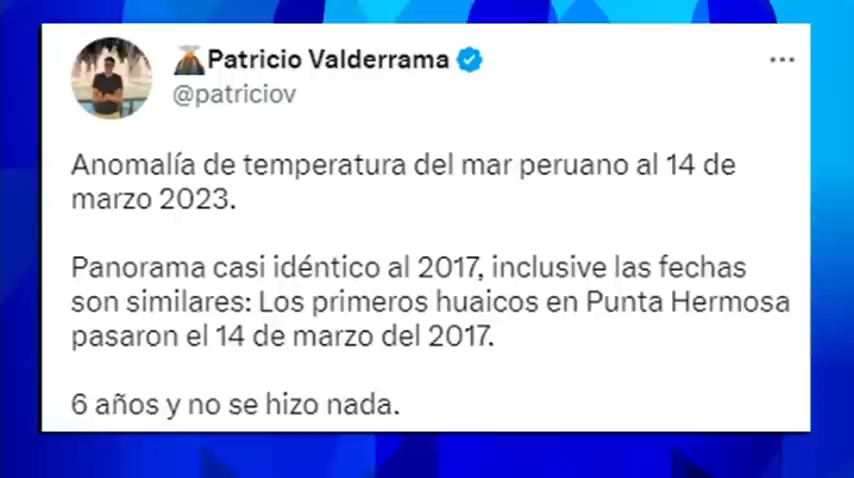 Patricio Valderrama
@patriciov
Anomalía de temperatura del mar peruano al 14 de
marzo 2023.
Panorama casi idéntico al 2017, inclusive las fechas
son similares: Los primeros huaicos en Punta Hermosa
pasaron el 14 de marzo del 2017.
6 años y no se hizo nada.